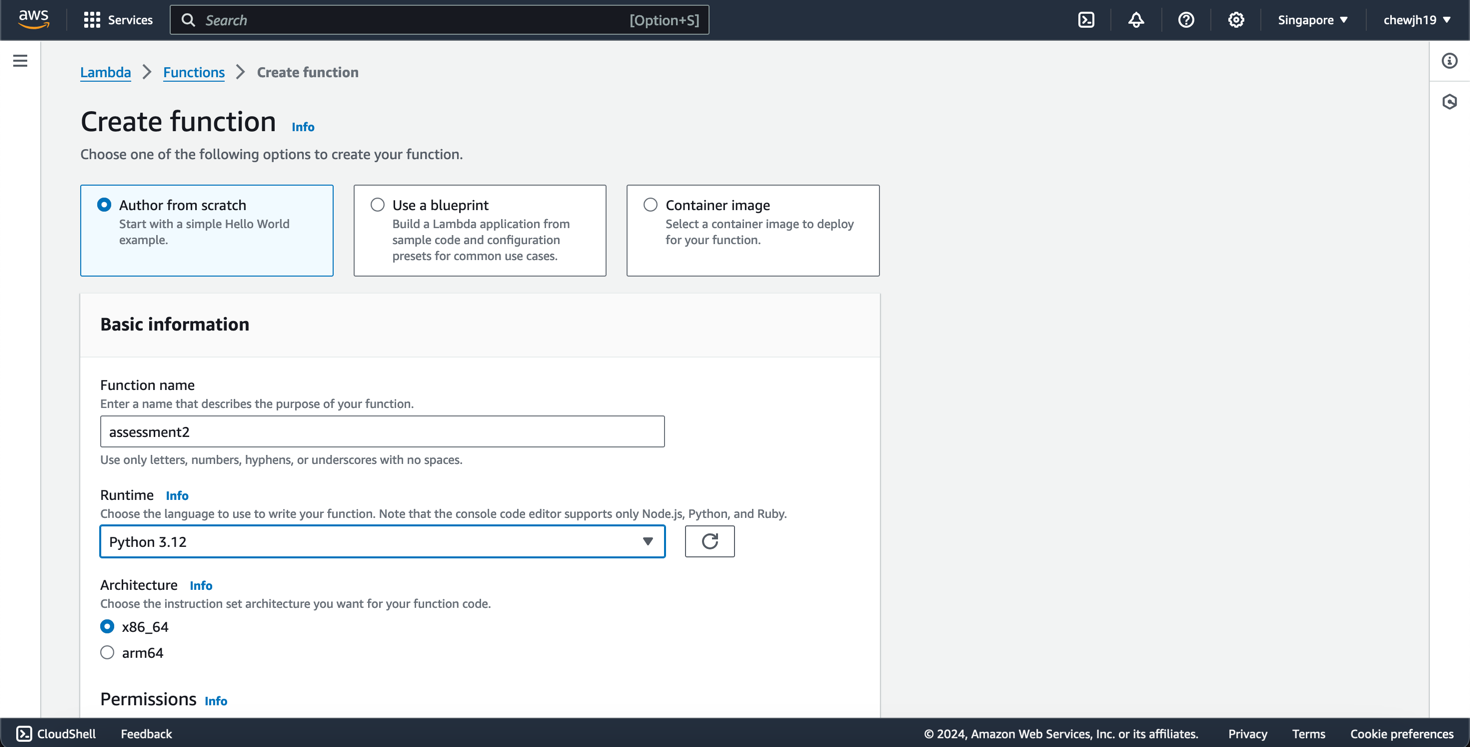 aws
Services
Search
[Option+S]
Singapore
chewjh19
Lambda
Functions
Create function
Create function
Info
Choose one of the following options to create your function.
Author from scratch
Start with a simple Hello World
example.
Use a blueprint
Build a Lambda application from
sample code and configuration
presets for common use cases.
Container image
Select a container image to deploy
for your function.
Basic information
Function name
Enter a name that describes the purpose of your function.
assessment2
Use only letters, numbers, hyphens, or underscores with no spaces.
Runtime Info
Choose the language to use to write your function. Note that the console code editor supports only Node.js, Python, and Ruby.
Python 3.12
Architecture Info
Choose the instruction set architecture you want for your function code.
x86_64
arm64
Permissions Info
CloudShell
Feedback
© 2024, Amazon Web Services, Inc. or its affiliates.
Privacy
Terms
Cookie preferences